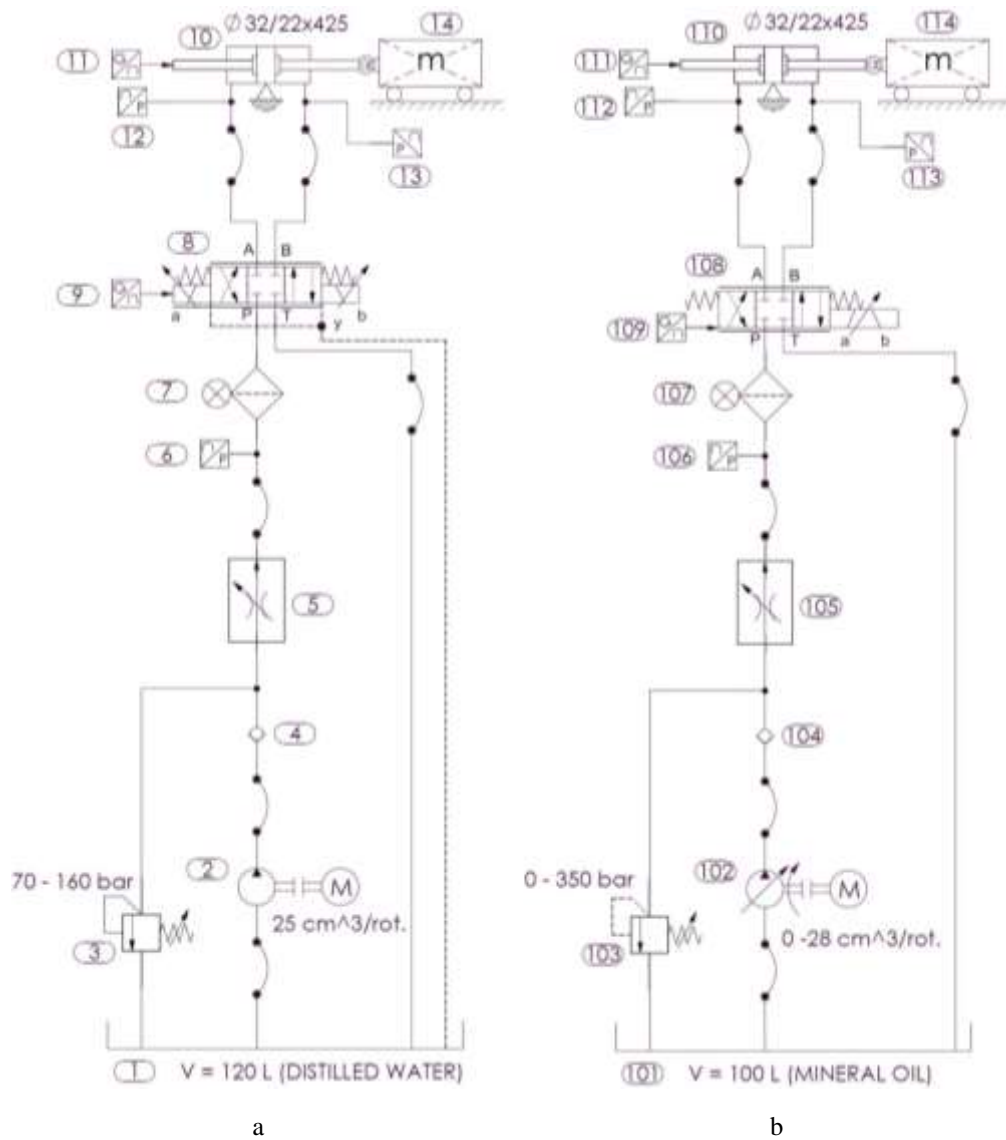 10
Ø 32/22x425
14
11
m
12
13
8
A B
9
a
P
T
y
b
7
6
P
5
4
2
70 - 160 bar
M
3
25 cm^3/rot.
1 V = 120 L (DISTILLED WATER)
a
110
Ø 32/22x425
114
111
m
112
113
108
A B
109
P
T
a
b
107
106
P
105
104
102
0 - 350 bar
M
103
0 -28 cm^3/rot.
101 V = 100 L (MINERAL OIL)
b